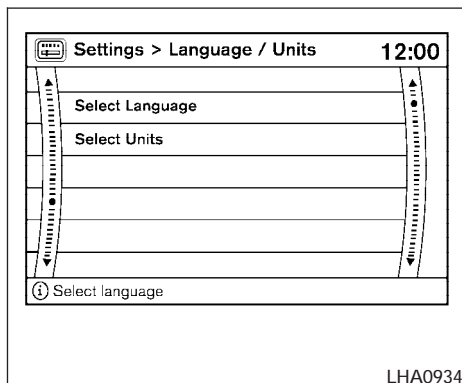 Settings > Language / Units 12:00
Select Language
Select Units
i Select language
LHA0934